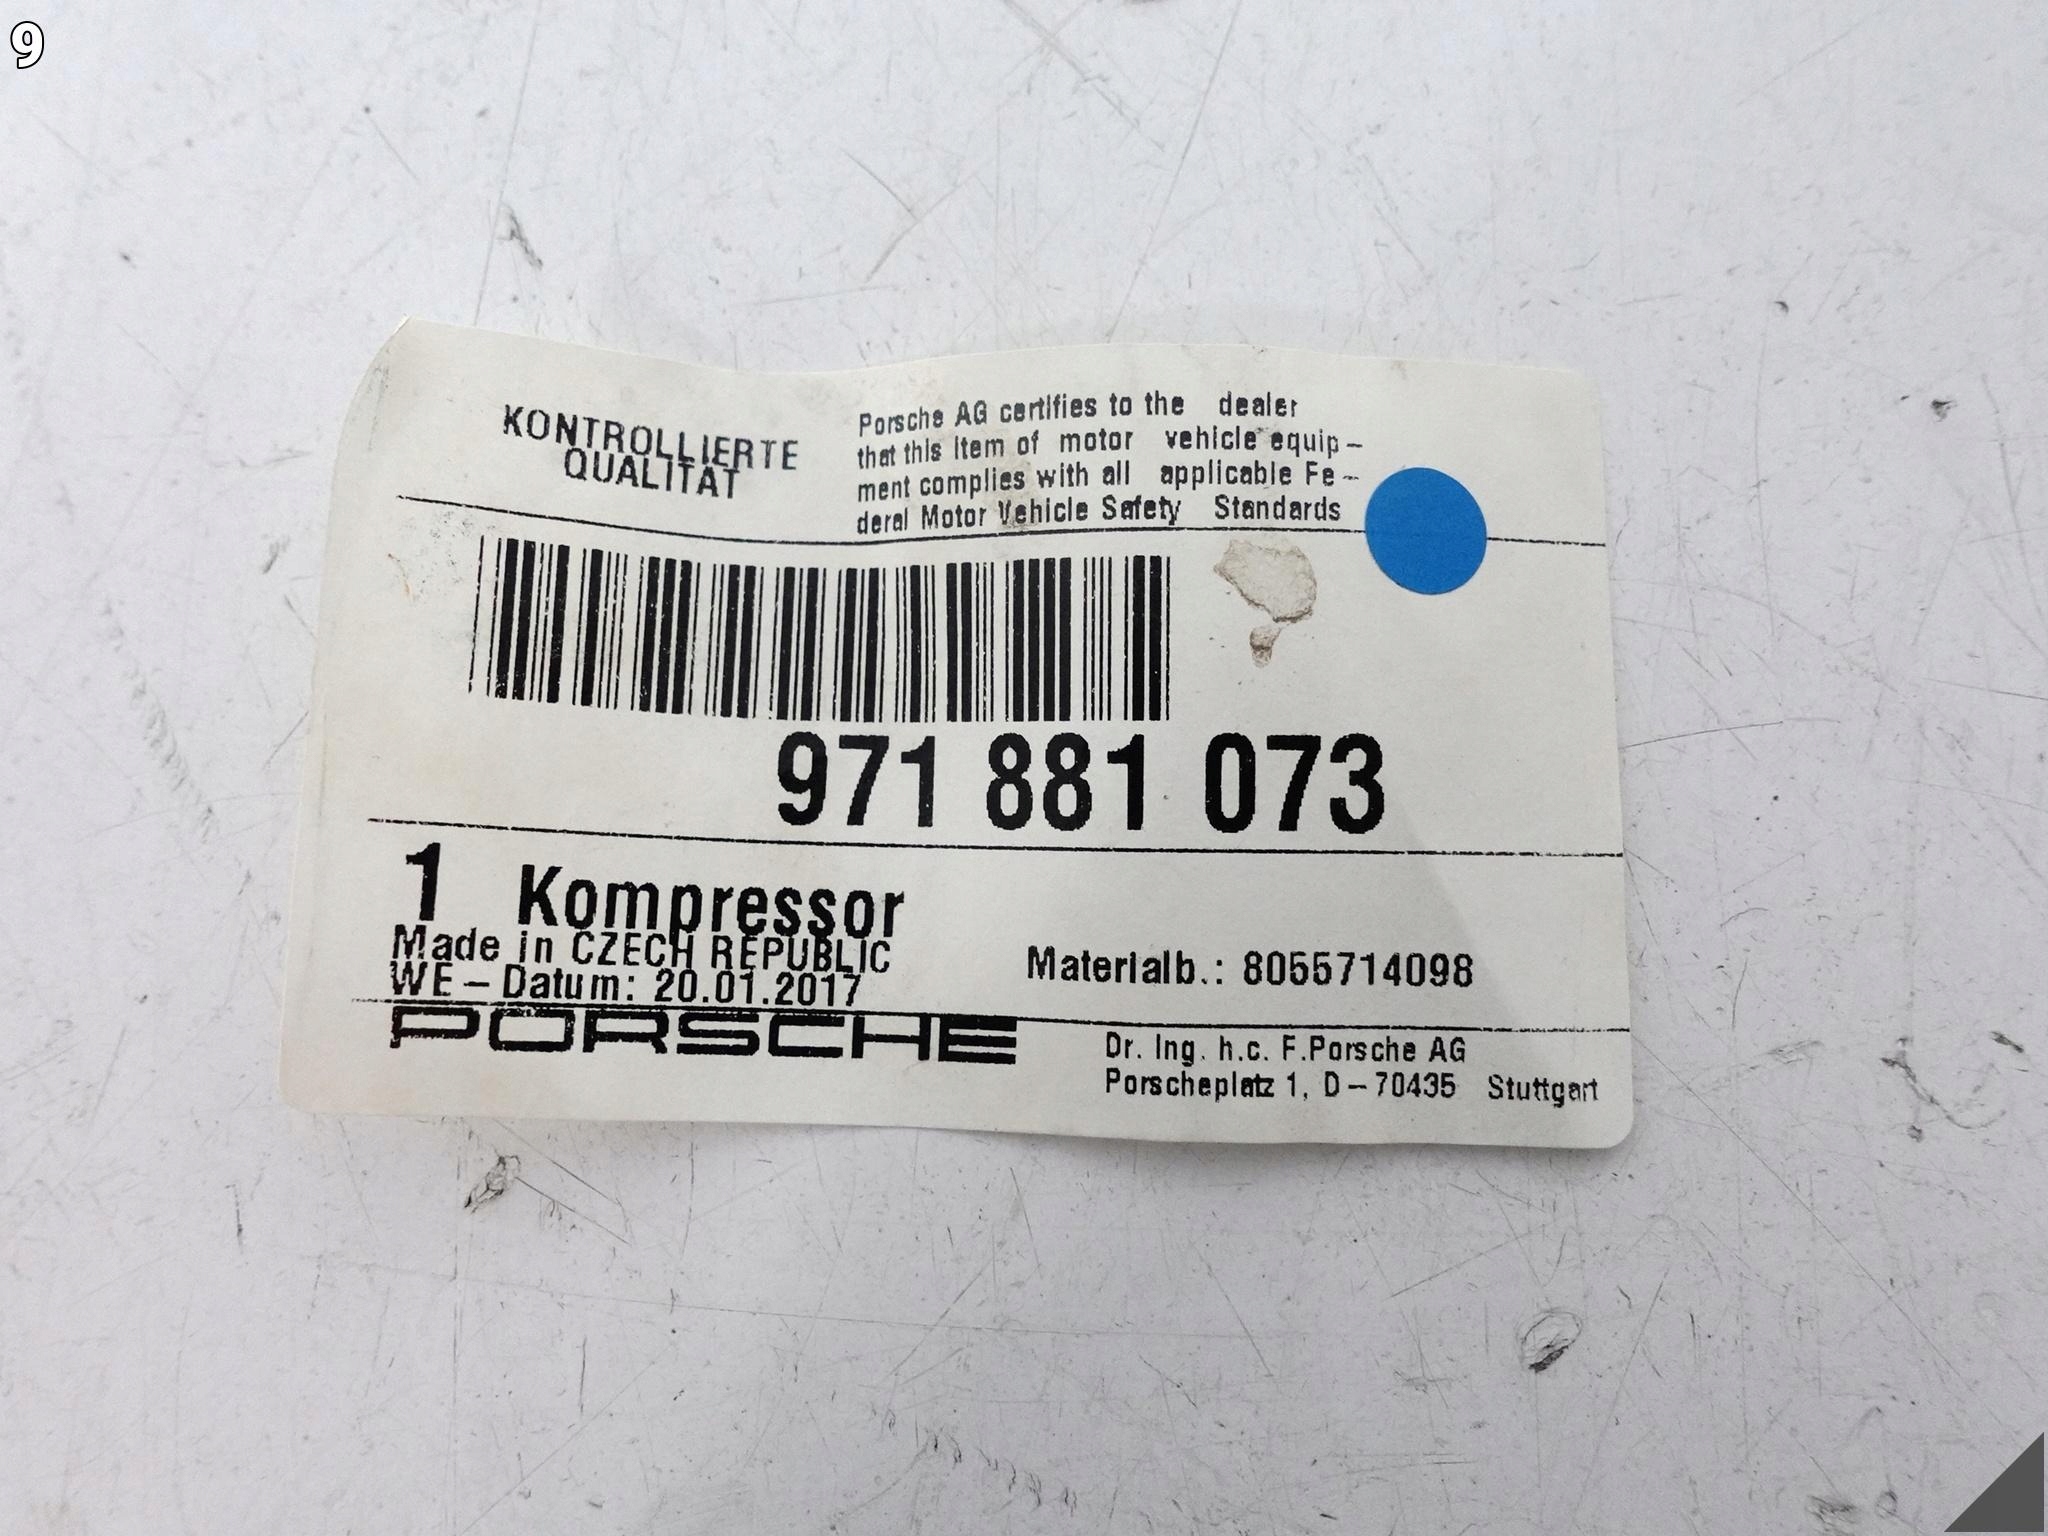 9
KONTROLLIERTE
QUALITÄT
Porsche AG certifies to the dealer
that this item of motor vehicle equip-
ment complies with all applicable Fe-
deral Motor Vehicle Safety Standards
971 881 073
1 Kompressor
Made in CZECH REPUBLIC
WE-Datum: 20.01.2017
Materialb.: 8055714098
PORSCHE
Dr. Ing. h.c. F.Porsche AG
Porscheplatz 1, D-70435 Stuttgart